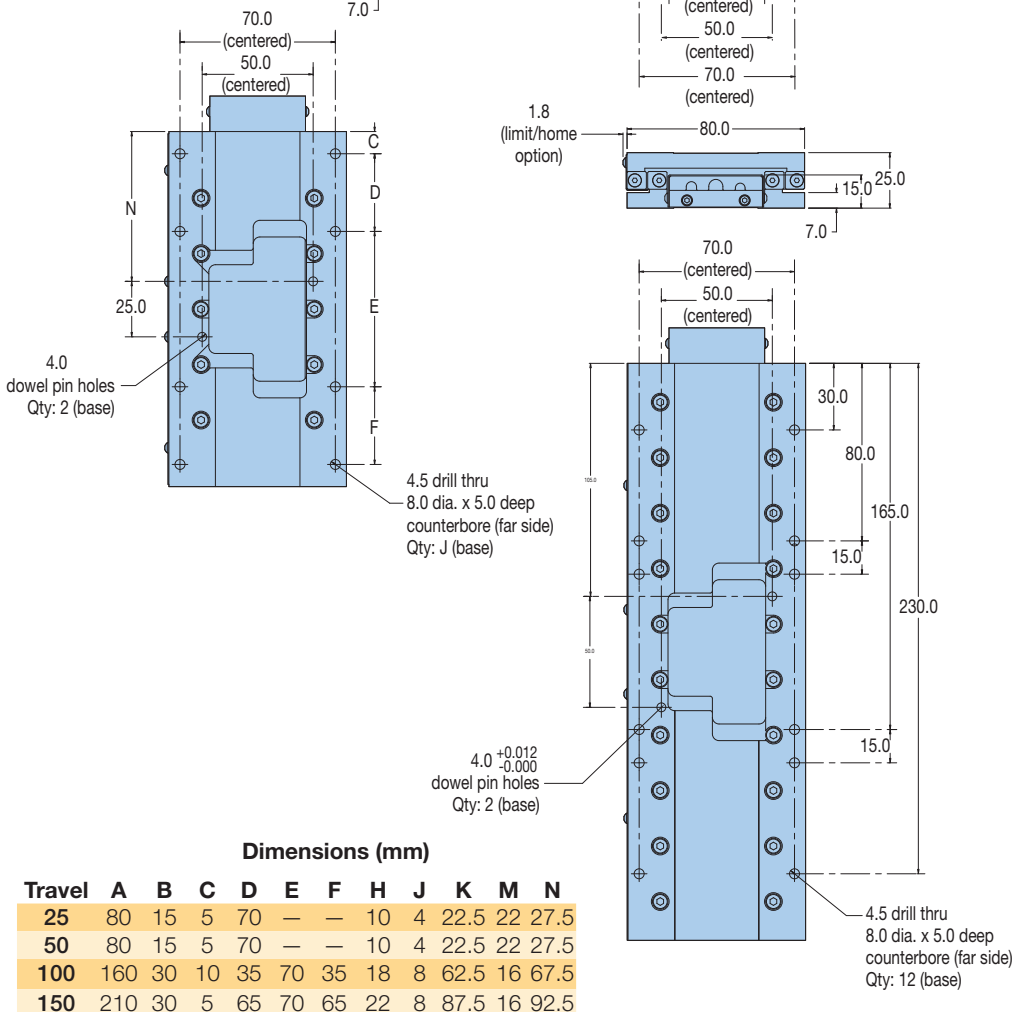 70.0
(centered)
50.0
(centered)
7.0
C
D
N
E
25.0
F
4.0
dowel pin holes
Qty: 2 (base)
4.5 drill thru
8.0 dia. x 5.0 deep
counterbore (far side)
Qty: J (base)
(centered)
50.0
(centered)
70.0
(centered)
1.8
(limit/home
option)
80.0
15.0
25.0
7.0
70.0
(centered)
50.0
(centered)
30.0
80.0
105.0
165.0
15.0
230.0
50.0
15.0
4.0 +0.012
-0.000
dowel pin holes
Qty: 2 (base)
4.5 drill thru
8.0 dia. x 5.0 deep
counterbore (far side)
Qty: 12 (base)
Dimensions (mm)
Travel A B C D E F H J K M N
25 80 15 5 70 — — 10 4 22.5 22 27.5
50 80 15 5 70 — — 10 4 22.5 22 27.5
100 160 30 10 35 70 35 18 8 62.5 16 67.5
150 210 30 5 65 70 65 22 8 87.5 16 92.5